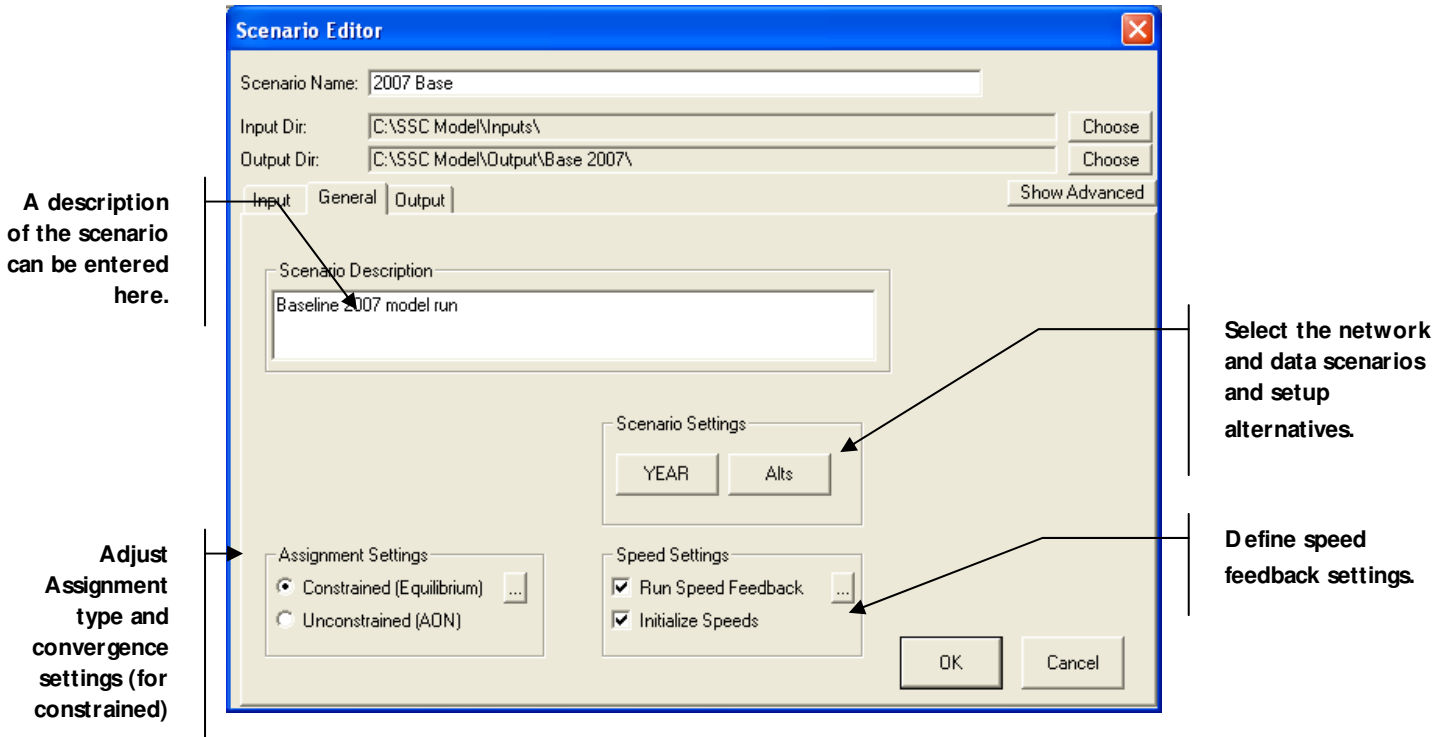 Scenario Editor
Scenario Name: 2007 Base
Input Dir: C:\SSC Model\Inputs\ Choose
Output Dir: C:\SSC Model\Output\Base 2007\ Choose
Input General Output Show Advanced
A description
of the scenario
can be entered
here.
Scenario Description
Baseline 2007 model run
Select the network
and data scenarios
and setup
alternatives.
Scenario Settings
YEAR Alts
Adjust
Assignment
type and
convergence
settings (for
constrained)
Assignment Settings
Constrained (Equilibrium) ...
Unconstrained (AON)
Speed Settings
Run Speed Feedback ...
Initialize Speeds
Define speed
feedback settings.
OK Cancel